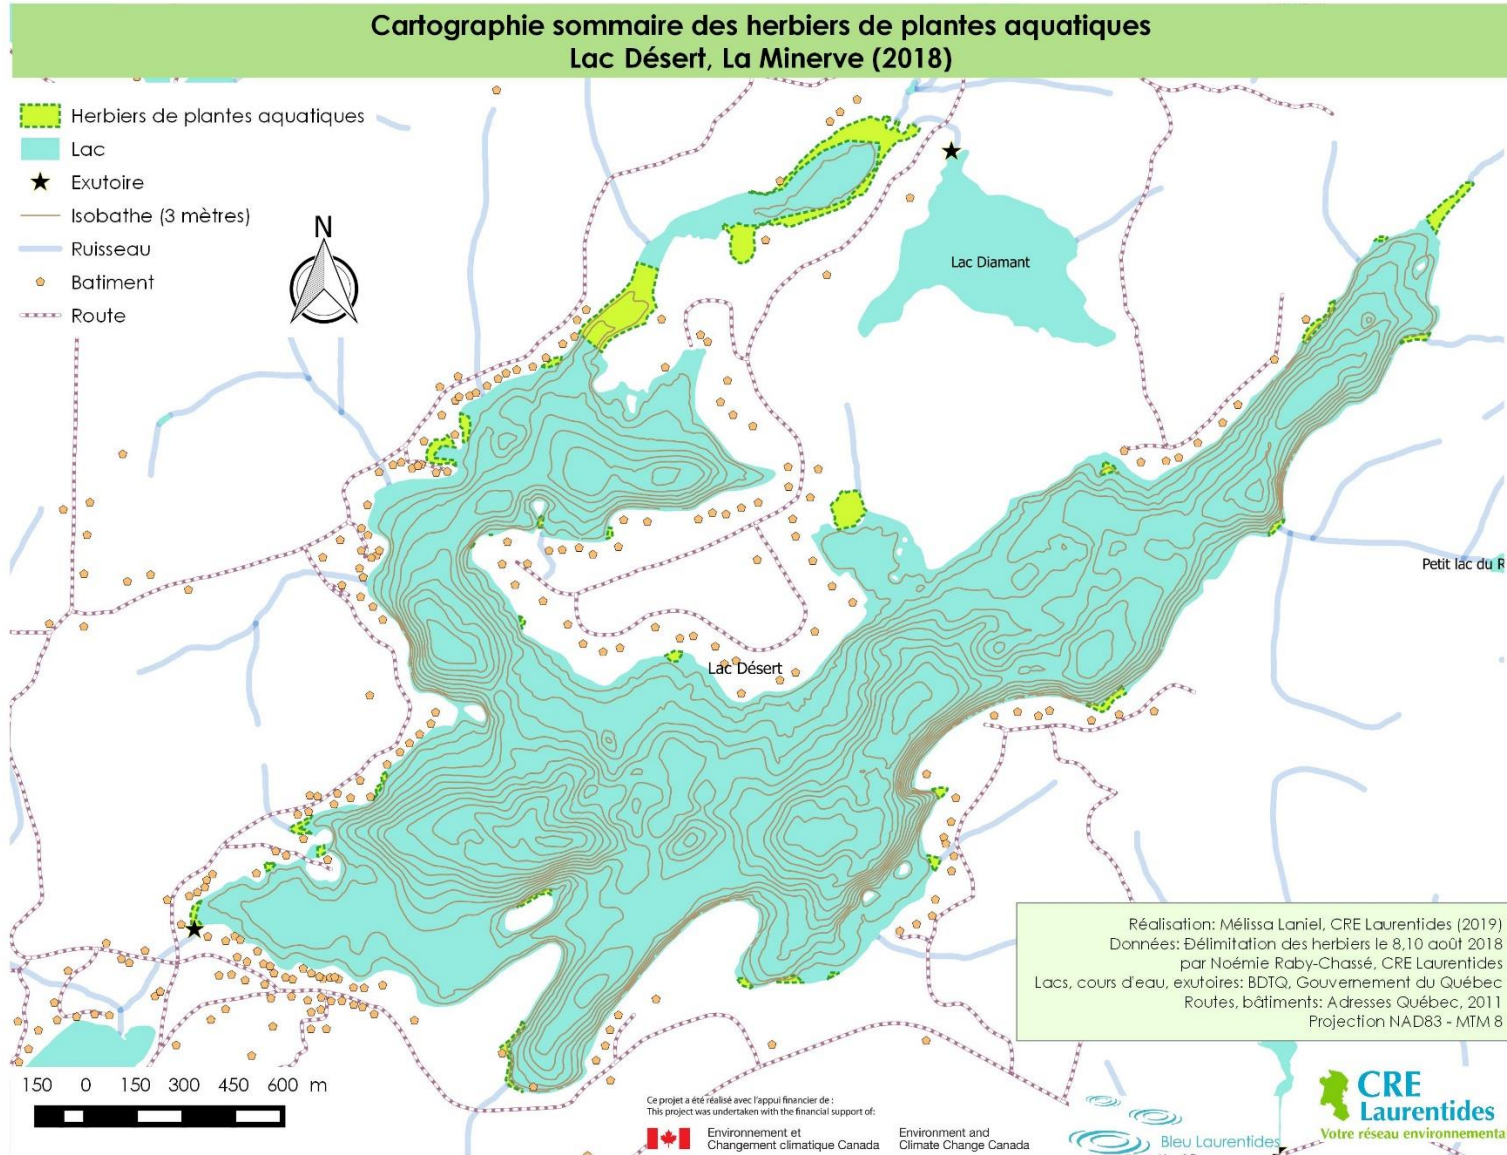 Cartographie sommaire des herbiers de plantes aquatiques
Lac Désert, La Minerve (2018)
Herbiers de plantes aquatiques
Lac
Exutoire
Isobathe (3 mètres)
Ruisseau
Batiment
Route
N
Lac Diamant
Petit lac du R
Lac Désert
Réalisation: Mélissa Laniel, CRE Laurentides (2019)
Données: Délimitation des herbiers le 8,10 août 2018
par Noémie Raby-Chassé, CRE Laurentides
Lacs, cours d'eau, exutoires: BDTQ, Gouvernement du Québec
Routes, bâtiments: Adresses Québec, 2011
Projection NAD83 - MTM 8
150 0 150 300 450 600 m
Ce projet a été réalisé avec l'appui financier de :
This project was undertaken with the financial support of:
Environnement et
Changement climatique Canada
Environment and
Climate Change Canada
Bleu Laurentides
CRE
Laurentides
Votre réseau environnementa